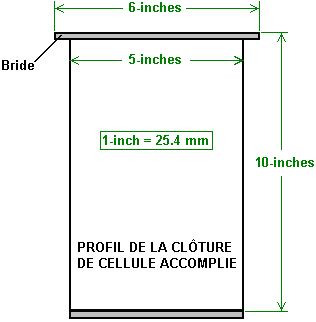 6-inches
Bride
5-inches
1-inch = 25.4 mm
10-inches
PROFIL DE LA CLÔTURE
DE CELLULE ACCOMPLIE